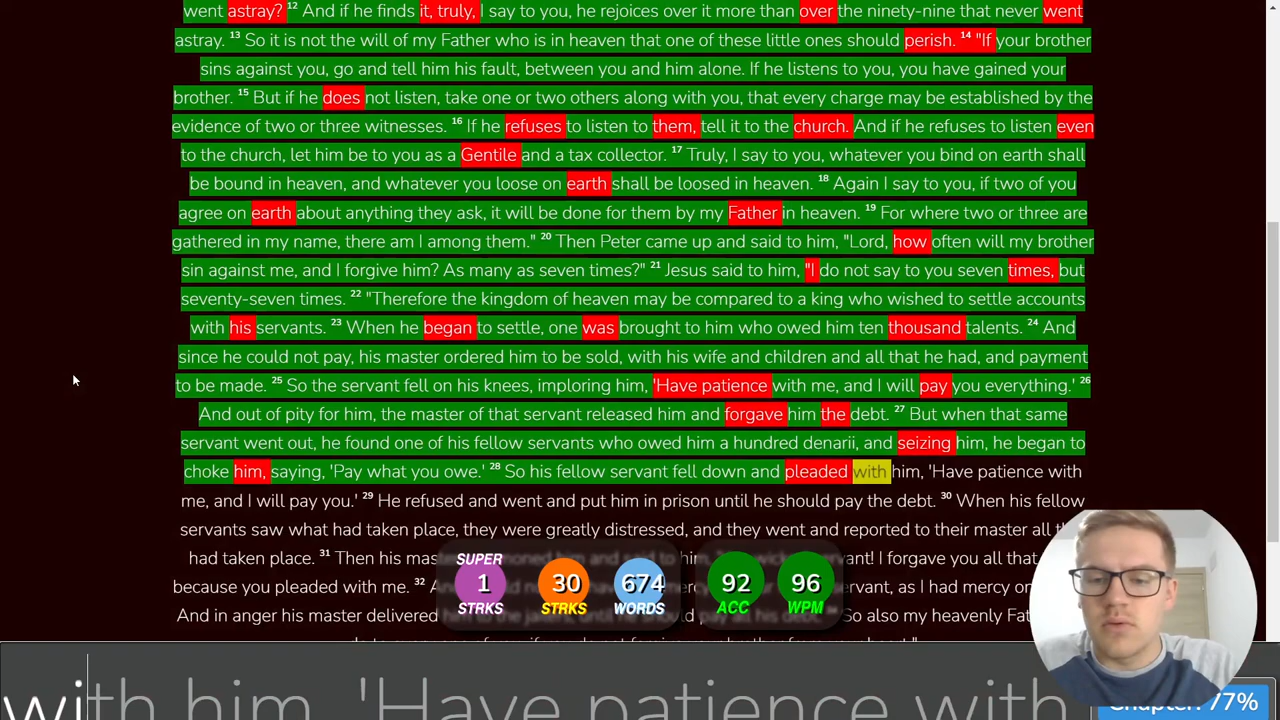 went astray? 12 And if he finds it, truly, I say to you, he rejoices over it more than over the ninety-nine that never went
astray. 13 So it is not the will of my Father who is in heaven that one of these little ones should perish. 14 "If your brother
sins against you, go and tell him his fault, between you and him alone. If he listens to you, you have gained your
brother. 15 But if he does not listen, take one or two others along with you, that every charge may be established by the
evidence of two or three witnesses. 16 If he refuses to listen to them, tell it to the church. And if he refuses to listen even
to the church, let him be to you as a Gentile and a tax collector. 17 Truly, I say to you, whatever you bind on earth shall
be bound in heaven, and whatever you loose on earth shall be loosed in heaven. 18 Again I say to you, if two of you
agree on earth about anything they ask, it will be done for them by my Father in heaven. 19 For where two or three are
gathered in my name, there am I among them." 20 Then Peter came up and said to him, "Lord, how often will my brother
sin against me, and I forgive him? As many as seven times?" 21 Jesus said to him, "I do not say to you seven times, but
seventy-seven times. 22 "Therefore the kingdom of heaven may be compared to a king who wished to settle accounts
with his servants. 23 When he began to settle, one was brought to him who owed him ten thousand talents. 24 And
since he could not pay, his master ordered him to be sold, with his wife and children and all that he had, and payment
to be made. 25 So the servant fell on his knees, imploring him, 'Have patience with me, and I will pay you everything.' 26
And out of pity for him, the master of that servant released him and forgave him the debt. 27 But when that same
servant went out, he found one of his fellow servants who owed him a hundred denarii, and seizing him, he began to
choke him, saying, 'Pay what you owe.' 28 So his fellow servant fell down and pleaded with him, 'Have patience with
me, and I will pay you.' 29 He refused and went and put him in prison until he should pay the debt. 30 When his fellow
servants saw what had taken place, they were greatly distressed, and they went and reported to their master all
had taken place. 31 Then his him, servant! I forgave you all that
because you pleaded with me. 32 servant, as I had mercy
And in anger his master delivered So also my heavenly
SUPER
1 30 674 92 96
STRKS STRKS WORDS ACC WPM
with him, 'Have patience with
Chapter: 77%